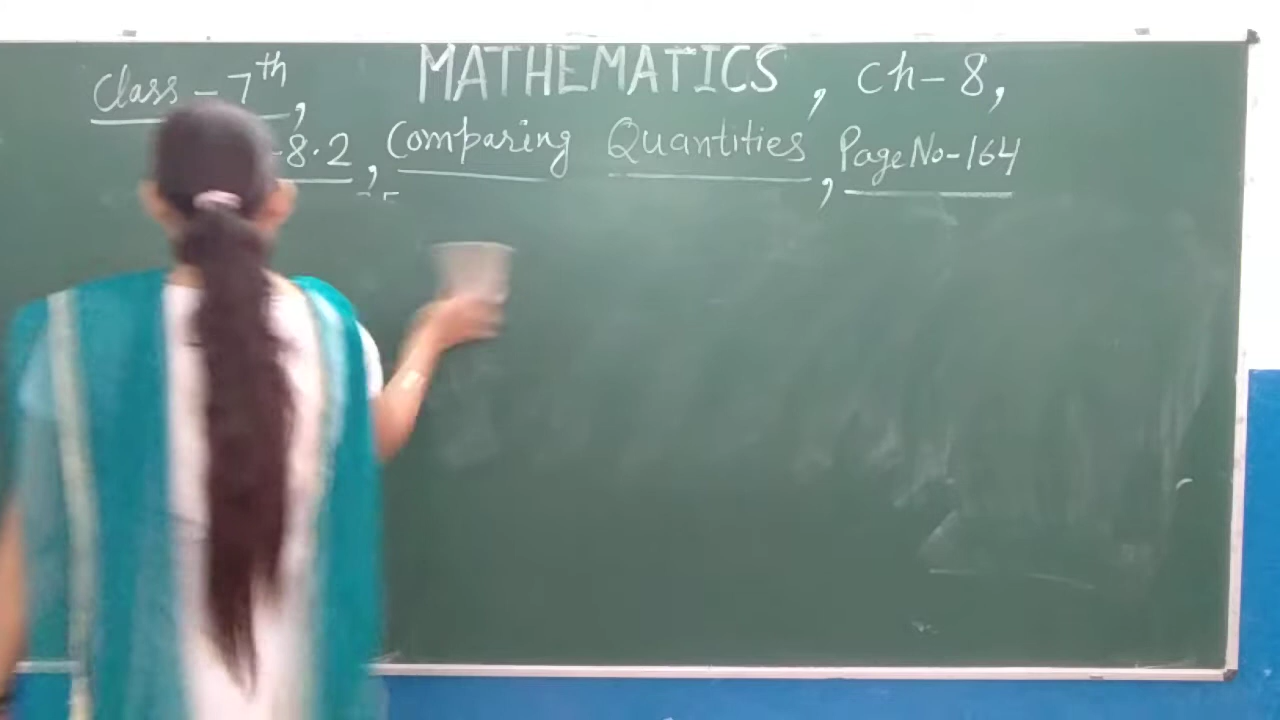 Class - 7th, MATHEMATICS, Ch-8,
-8.2, Comparing Quantities, Page No-164